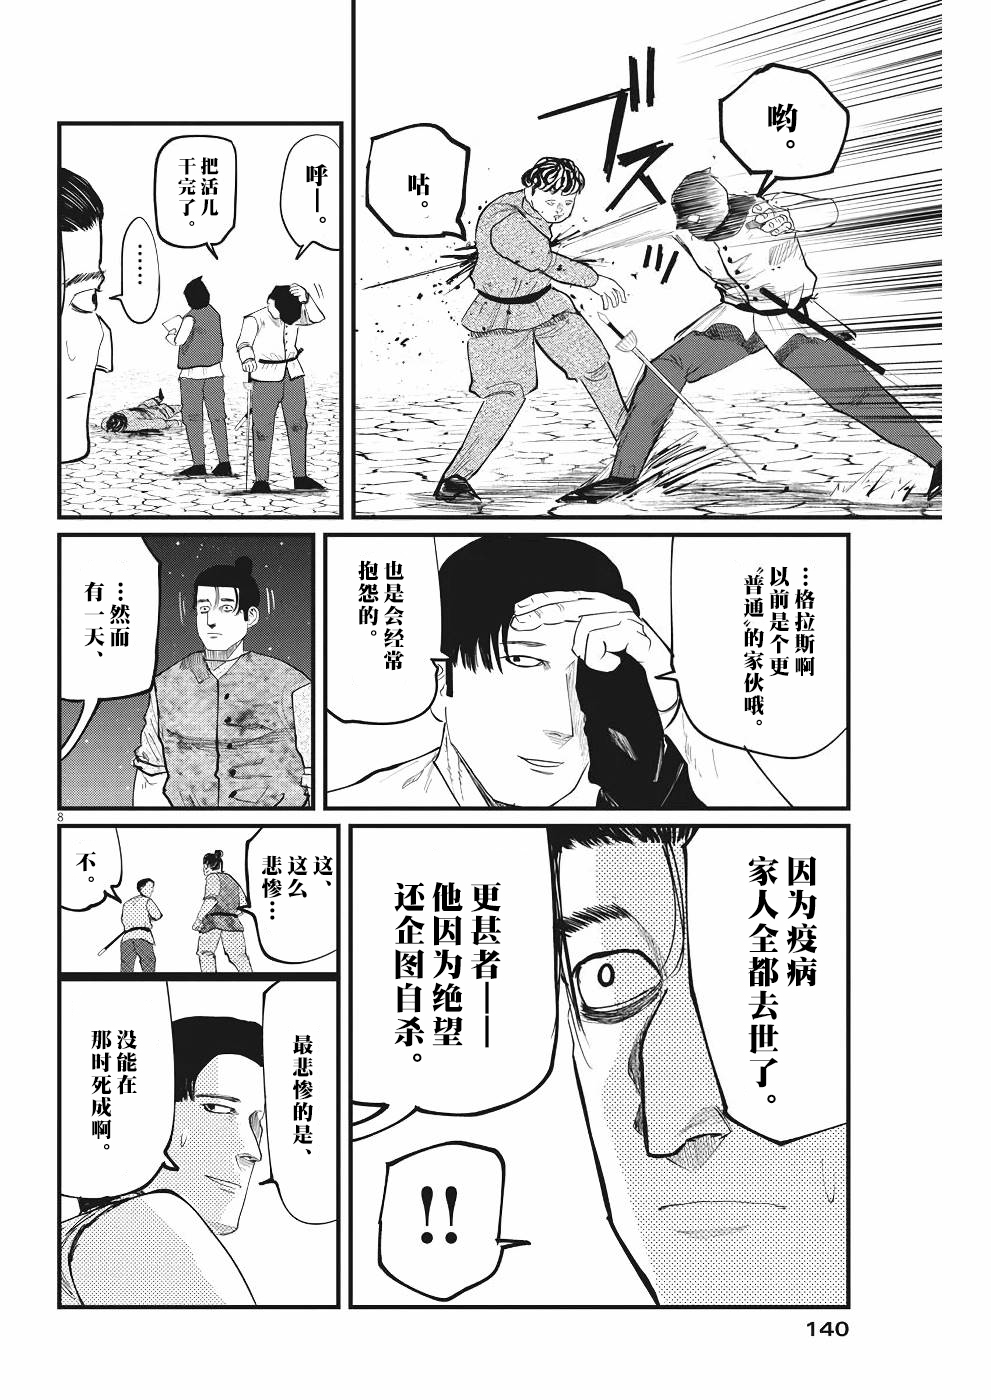 哟。
ズブッ
咕。
呼—。
把活儿
干完了。
……
…格拉斯啊
以前是个更
“普通”的家伙哦。
也是会经常
抱怨的。
…然而
有一天、
因为疫病
家人全都去世了。
更甚者——
他因为绝望
还企图自杀。
!!
这、
这么
悲惨…
不。
最悲惨的是、
没能在
那时死成啊。
8
140